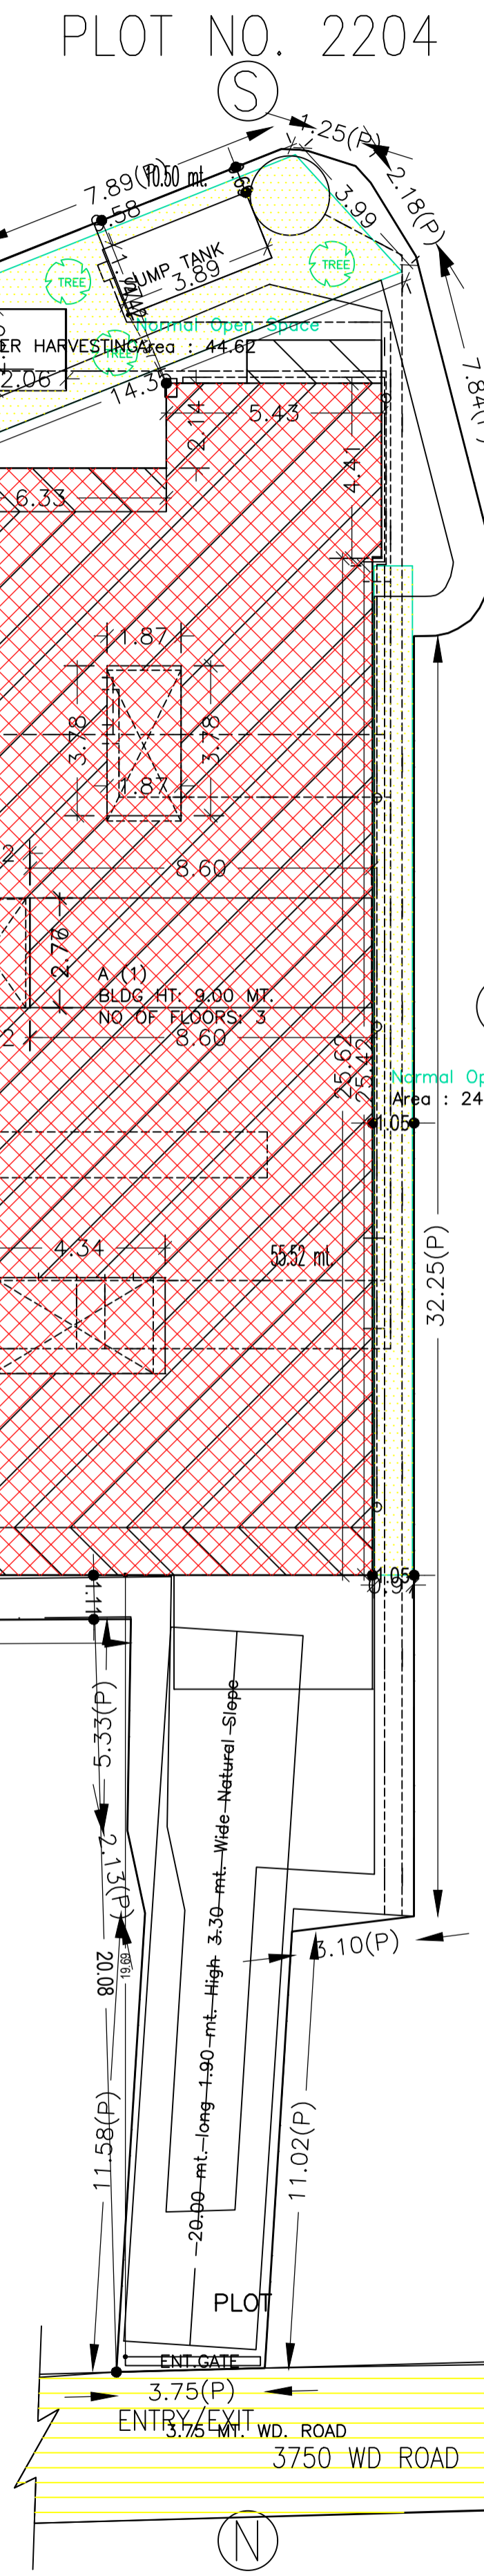 PLOT NO. 2204
S
1.25(P)
7.89(P)
10.50 mt.
2.18(P)
3.99
SUMP TANK
3.89
TREE
TREE
Normal Open Space
ER HARVESTING
Area : 44.62
TREE
2.06
5.43
2.14
4.41
6.33
1.87
3.78
3.78
1.87
2
8.60
A (1)
BLDG HT: 9.00 MT.
NO OF FLOORS: 3
2
8.60
25.62
25.42
Normal Op
Area : 24
1.05
32.25(P)
4.34
55.52 mt.
1.05
0.97
1.11
5.33(P)
2.13(P)
20.08
19.69
20.00 mt. long 1.90 mt. High 3.30 mt. Wide Natural Slope
3.10(P)
11.58(P)
11.02(P)
PLOT
ENT.GATE
3.75(P)
ENTRY/EXIT
3.75 MT. WD. ROAD
3750 WD ROAD
N